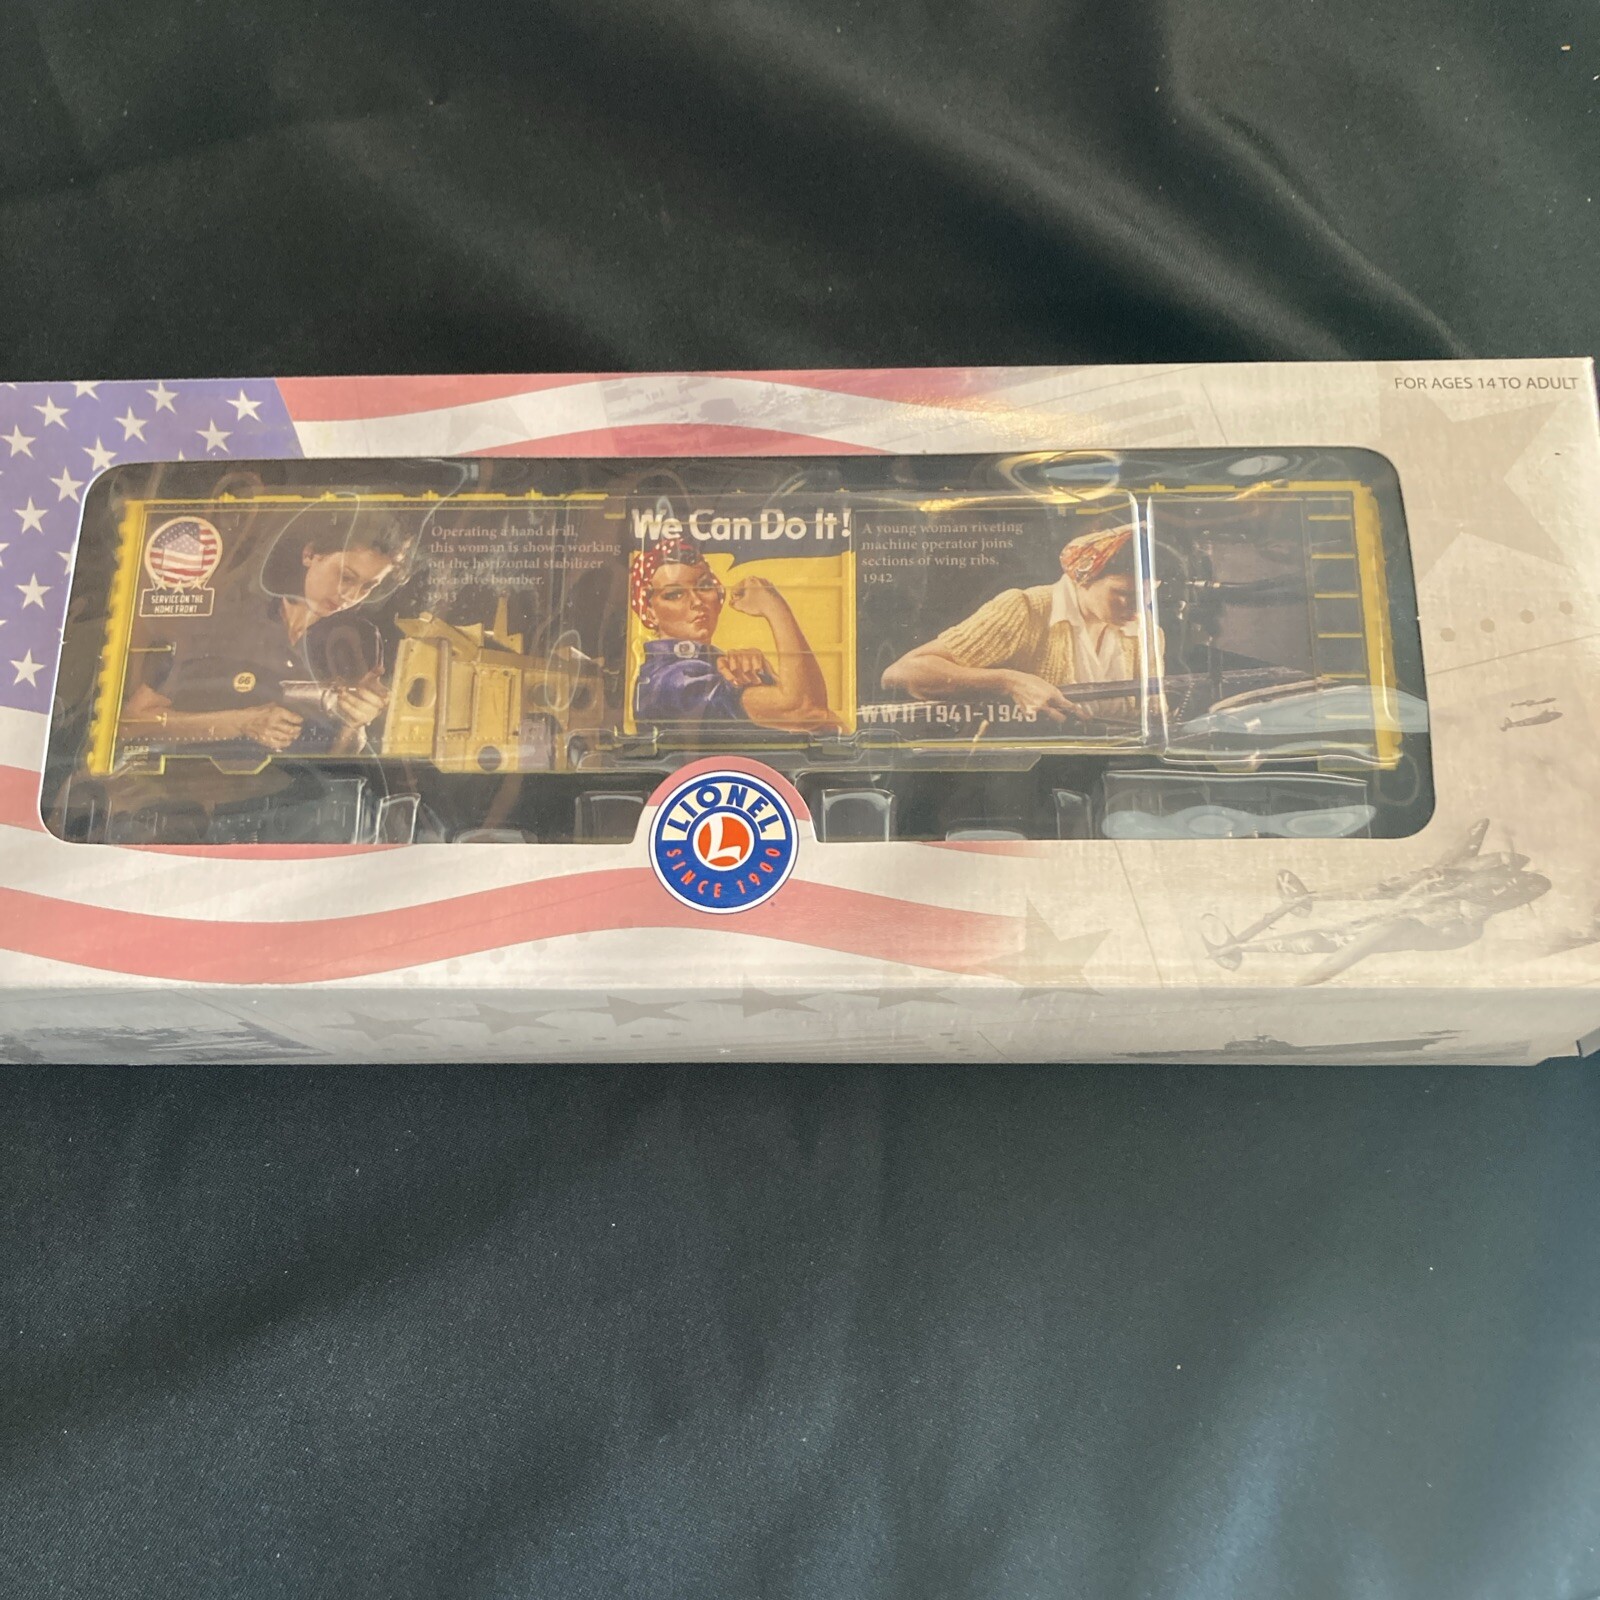 FOR AGES 14 TO ADULT
SERVICE ON THE
HOME FRONT
Operating a hand drill,
this woman is shown working
on the horizontal stabilizer
for a dive bomber.
1943
66
We Can Do It!
A young woman riveting
machine operator joins
sections of wing ribs.
1942
WWII 1941-1945
LIONEL
L
SINCE 1900